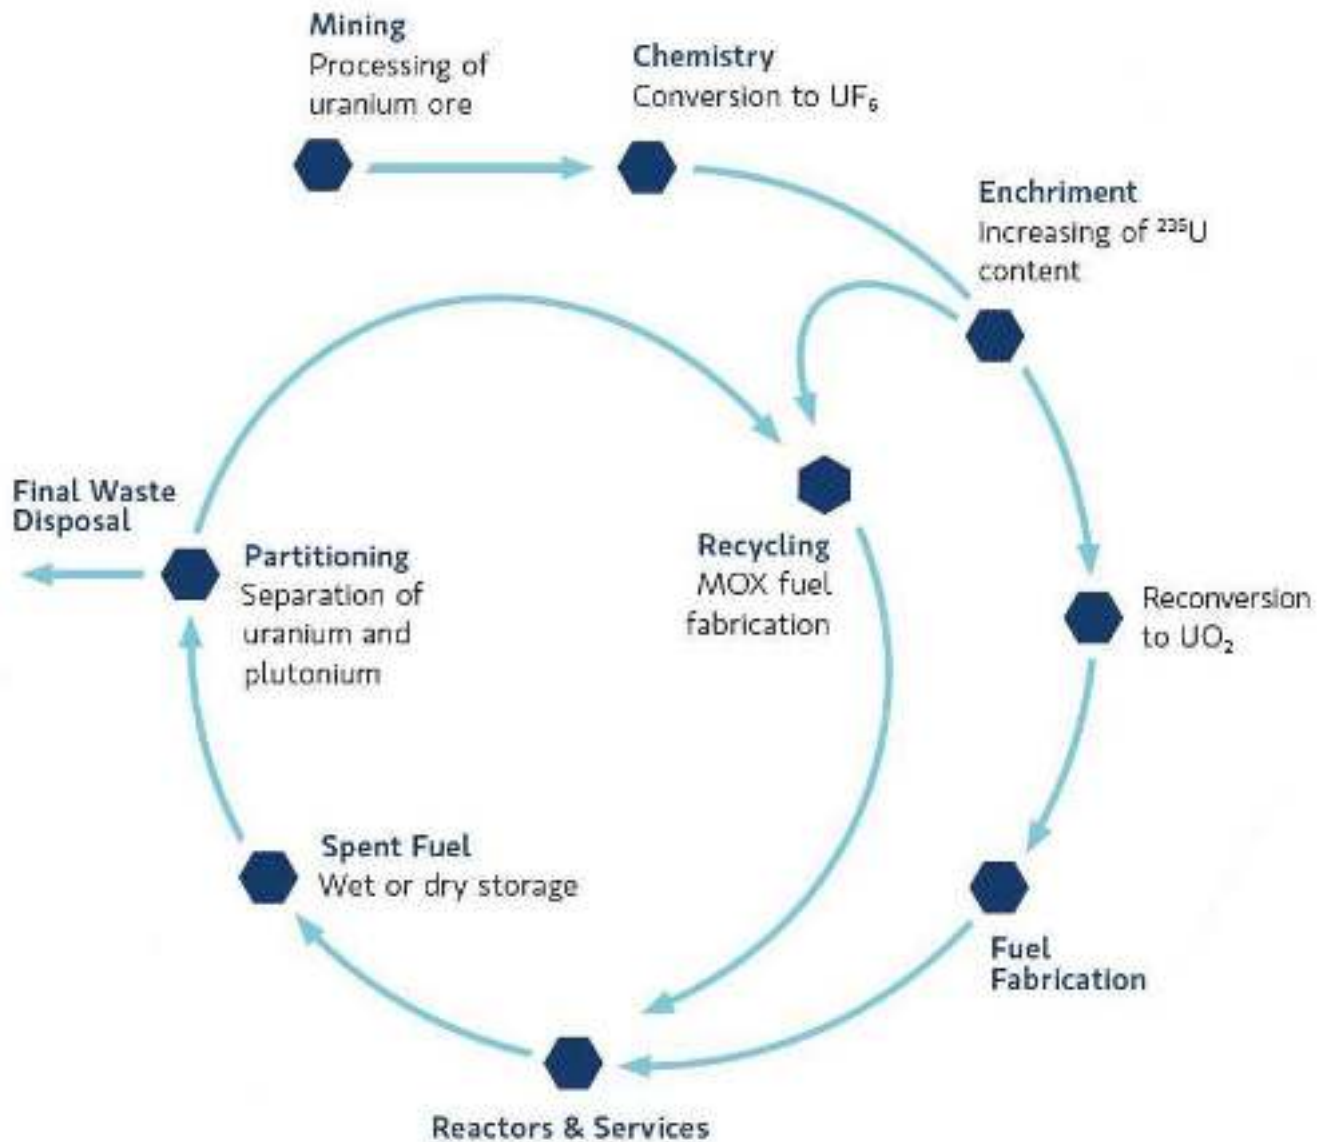 Mining
Processing of
uranium ore
Chemistry
Conversion to UF₆
Enchriment
Increasing of ²³⁵U
content
Final Waste
Disposal
Partitioning
Separation of
uranium and
plutonium
Recycling
MOX fuel
fabrication
Reconversion
to UO₂
Spent Fuel
Wet or dry storage
Fuel
Fabrication
Reactors & Services